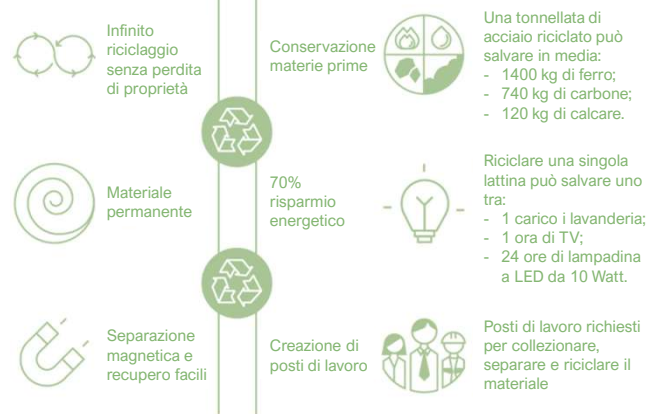 Infinito
riciclaggio
senza perdita
di proprietà
Conservazione
materie prime
Una tonnellata di
acciaio riciclato può
salvare in media:
- 1400 kg di ferro;
- 740 kg di carbone;
- 120 kg di calcare.
Materiale
permanente
70%
risparmio
energetico
Riciclare una singola
lattina può salvare uno
tra:
- 1 carico i lavanderia;
- 1 ora di TV;
- 24 ore di lampadina
a LED da 10 Watt.
Separazione
magnetica e
recupero facili
Creazione di
posti di lavoro
Posti di lavoro richiesti
per collezionare,
separare e riciclare il
materiale